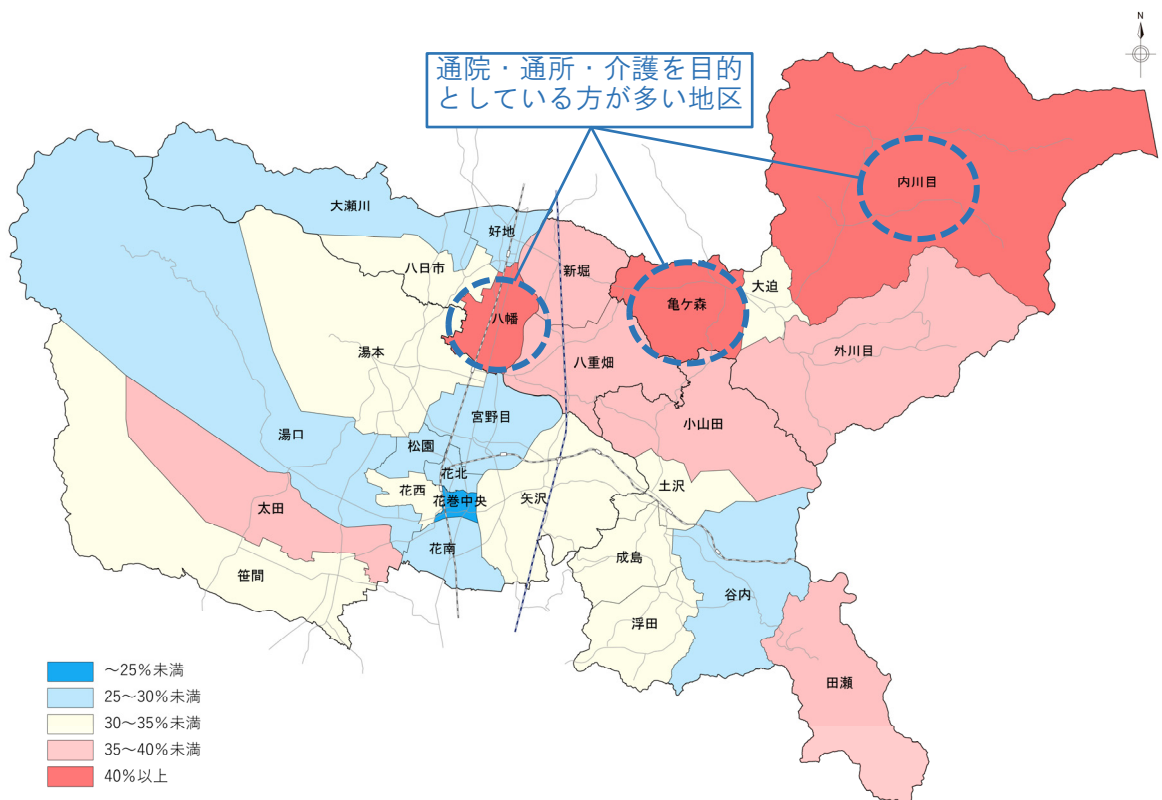 N
通院・通所・介護を目的
としている方が多い地区
内川目
大瀬川
好地
八日市
新堀
大迫
亀ケ森
八幡
湯本
八重畑
外川目
宮野目
小山田
湯口
松園
花北
花西
花巻中央
矢沢
土沢
太田
花南
成島
笹間
谷内
浮田
田瀬
～25%未満
25～30%未満
30～35%未満
35～40%未満
40%以上